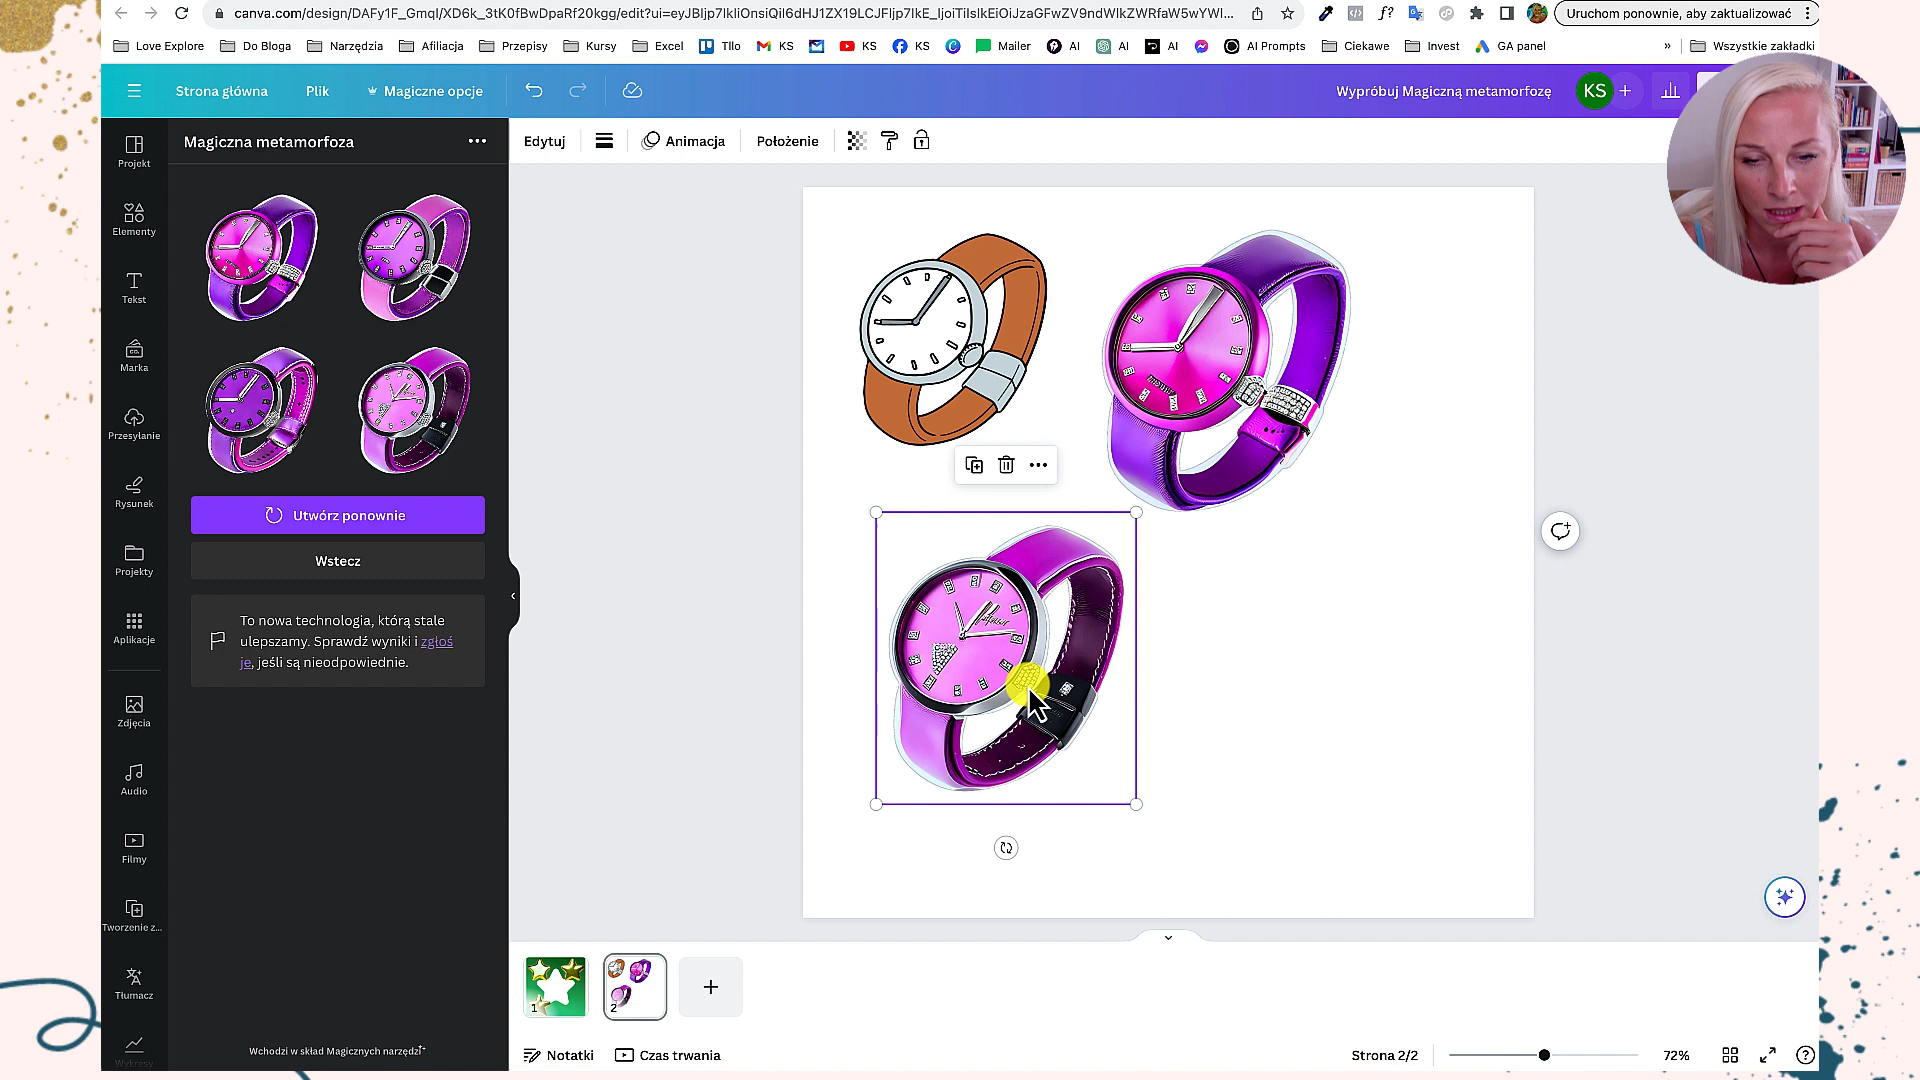 canva.com/design/DAFy1F_GmqI/XD6k_3tK0fBwDpaRf20kgg/edit?ui=eyJBIjp7IkIiOnsiQiI6dHJ1ZX19LCJFIjp7IkE_IjoiTiIsIkEiOiJzaGFwZV9ndWlkZWRfaW5wYWI...
Uruchom ponownie, aby zaktualizować
Love Explore
Do Bloga
Narzędzia
Afiliacja
Przepisy
Kursy
Excel
Tllo
KS
KS
KS
Mailer
AI
AI
AI
AI Prompts
Ciekawe
Invest
GA panel
»
Wszystkie zakładki
Strona główna
Plik
Magiczne opcje
Wypróbuj Magiczną metamorfozę
KS
Projekt
Elementy
Tekst
Marka
Przesyłanie
Rysunek
Projekty
Aplikacje
Zdjęcia
Audio
Filmy
Tworzenie z...
Tłumacz
Wykresy
Magiczna metamorfoza
Utwórz ponownie
Wstecz
To nowa technologia, którą stale
ulepszamy. Sprawdź wyniki i zgłoś
je, jeśli są nieodpowiednie.
Wchodzi w skład Magicznych narzędzi
Edytuj
Animacja
Położenie
1
2
Notatki
Czas trwania
Strona 2/2
72%